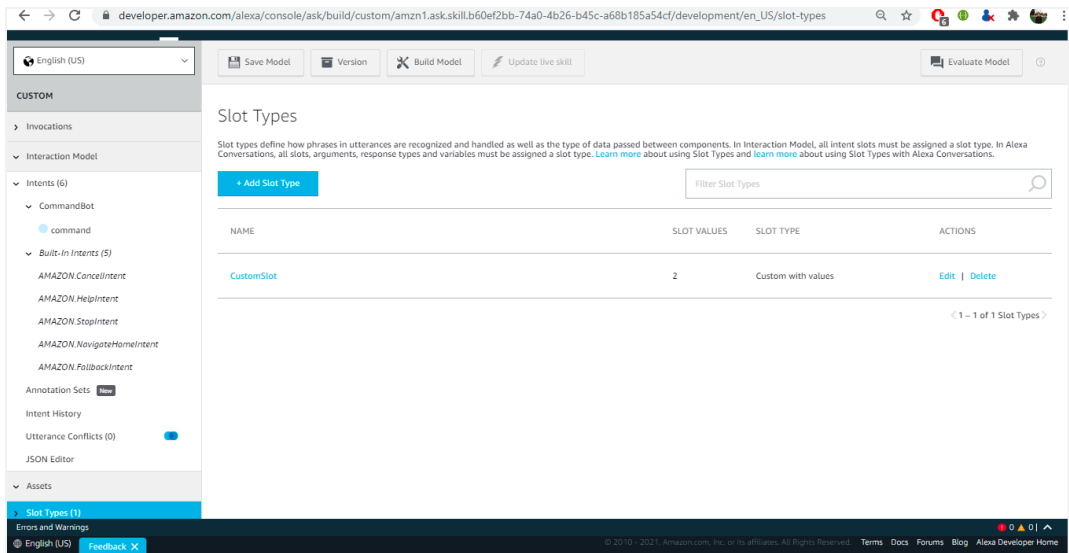 developer.amazon.com/alexa/console/ask/build/custom/amzn1.ask.skill.b60ef2bb-74a0-4b26-b45c-a68b185a54cf/development/en_US/slot-types
6
English (US)
Save Model
Version
Build Model
Update live skill
Evaluate Model
CUSTOM
Invocations
Interaction Model
Intents (6)
CommandBot
command
Built-In Intents (5)
AMAZON.CancelIntent
AMAZON.HelpIntent
AMAZON.StopIntent
AMAZON.NavigateHomeIntent
AMAZON.FallbackIntent
Annotation Sets New
Intent History
Utterance Conflicts (0)
JSON Editor
Assets
Slot Types (1)
Slot Types
Slot types define how phrases in utterances are recognized and handled as well as the type of data passed between components. In Interaction Model, all intent slots must be assigned a slot type. In Alexa
Conversations, all slots, arguments, response types and variables must be assigned a slot type. Learn more about using Slot Types and learn more about using Slot Types with Alexa Conversations.
+ Add Slot Type
Filter Slot Types
NAME SLOT VALUES SLOT TYPE ACTIONS
CustomSlot 2 Custom with values Edit | Delete
< 1 – 1 of 1 Slot Types >
Errors and Warnings
0 0 |
English (US)
Feedback X
© 2010 - 2021, Amazon.com, Inc. or its affiliates. All Rights Reserved. Terms Docs Forums Blog Alexa Developer Home